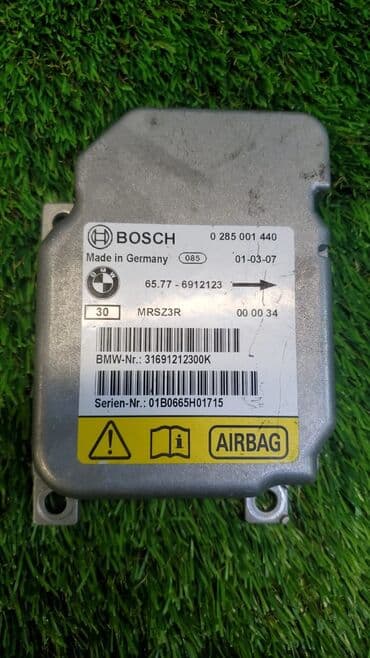 BOSCH 0 285 001 440
Made in Germany 085 01-03-07
BMW
65.77 - 6912123
30 MRSZ3R 00 00 34
BMW-Nr.: 31691212300K
Serien-Nr.: 01B0665H01715
AIRBAG